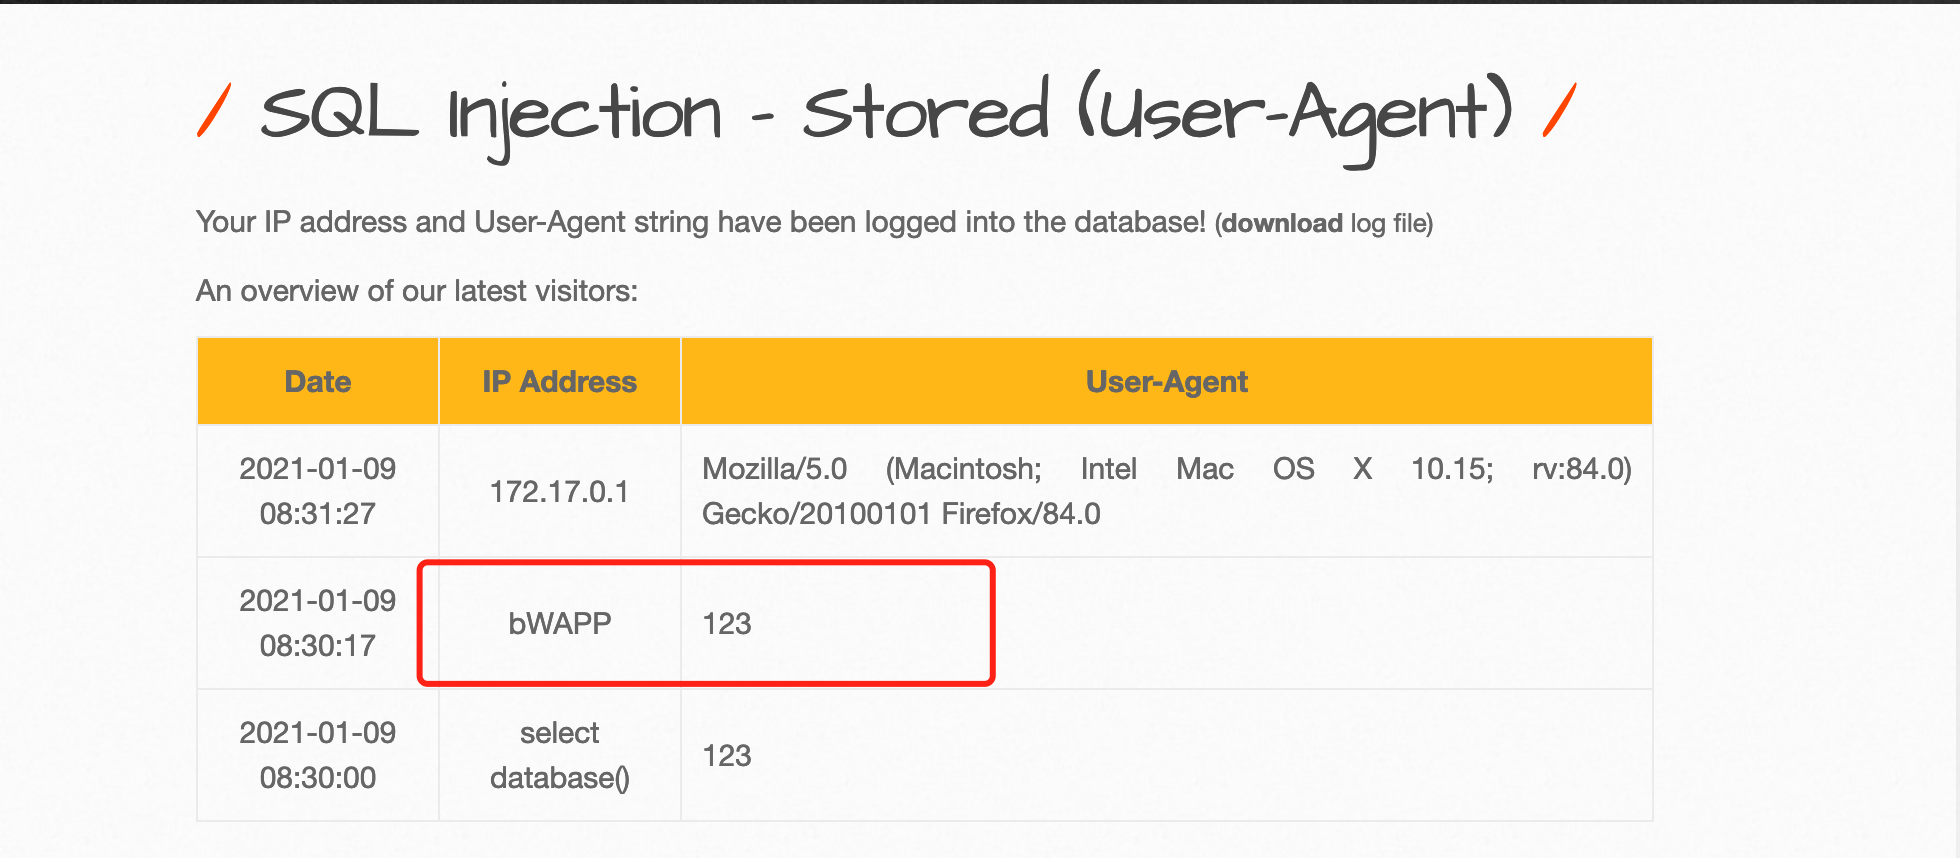 / SQL Injection - Stored (User-Agent) /
Your IP address and User-Agent string have been logged into the database! (download log file)
An overview of our latest visitors:
Date IP Address User-Agent
2021-01-09
08:31:27
172.17.0.1
Mozilla/5.0 (Macintosh; Intel Mac OS X 10.15; rv:84.0)
Gecko/20100101 Firefox/84.0
2021-01-09
08:30:17
bWAPP
123
2021-01-09
08:30:00
select
database()
123